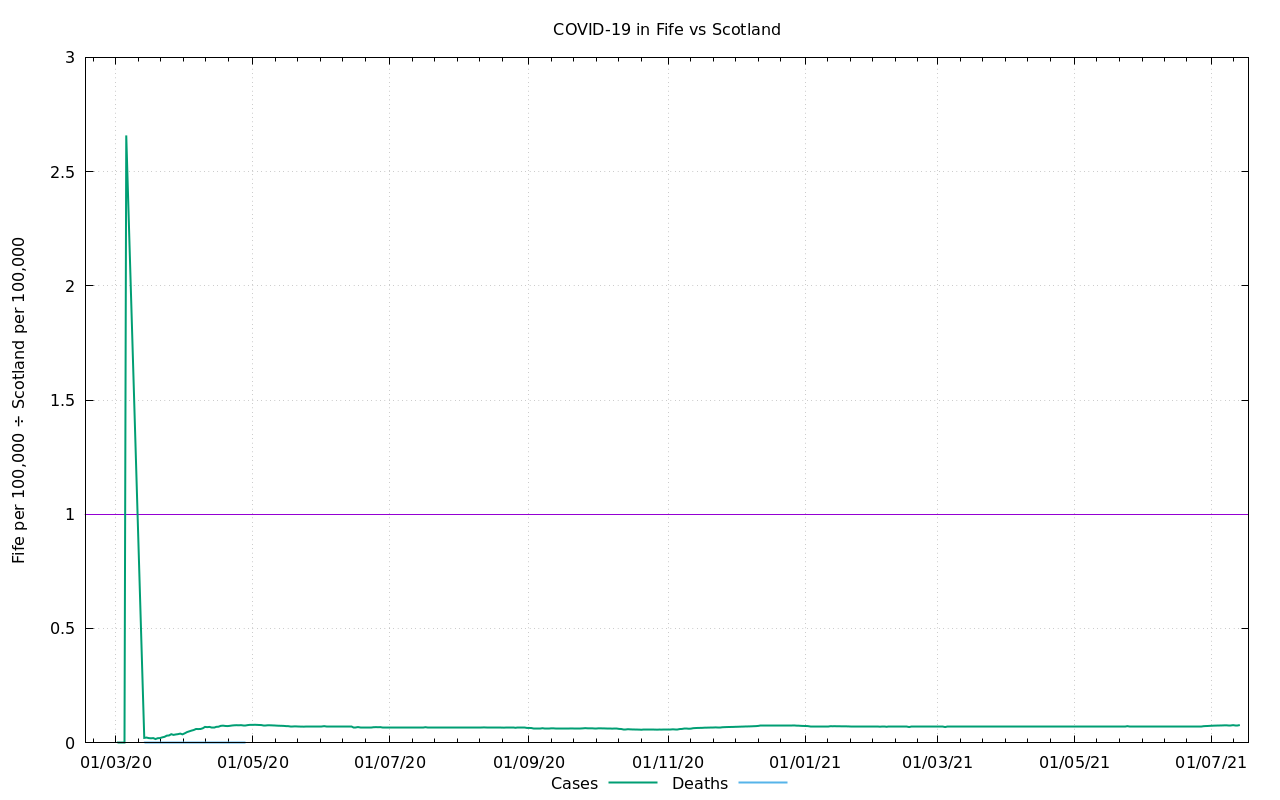 COVID-19 in Fife vs Scotland
Fife per 100,000 ÷ Scotland per 100,000
3
2.5
2
1.5
1
0.5
0
01/03/20 01/05/20 01/07/20 01/09/20 01/11/20 01/01/21 01/03/21 01/05/21 01/07/21
Cases Deaths